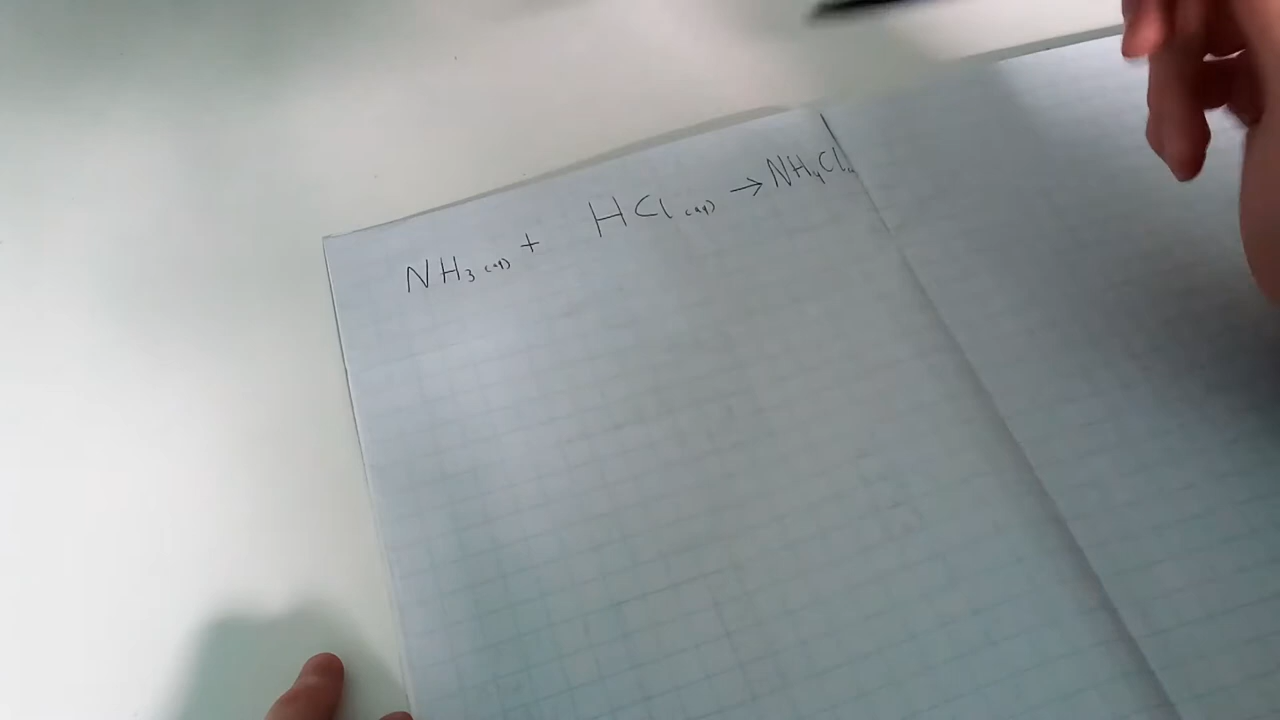 NH₃(aq) + HCl(aq) → NH₄Cl